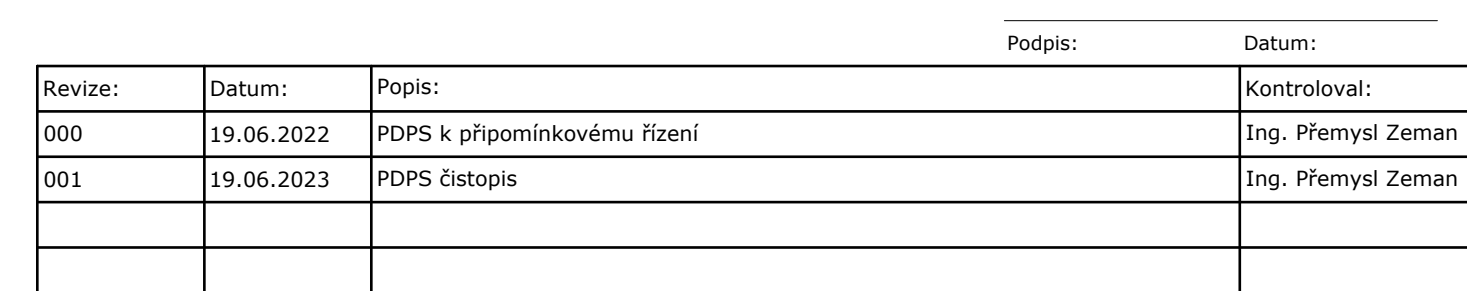 Podpis: Datum:
Revize: Datum: Popis: Kontroloval:
000 19.06.2022 PDPS k připomínkovému řízení Ing. Přemysl Zeman
001 19.06.2023 PDPS čistopis Ing. Přemysl Zeman